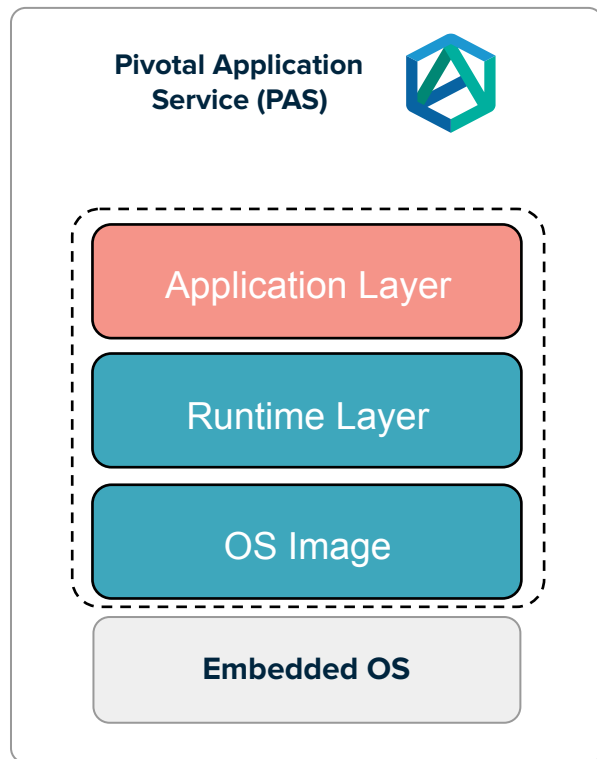 Pivotal Application
Service (PAS)
Application Layer
Runtime Layer
OS Image
Embedded OS